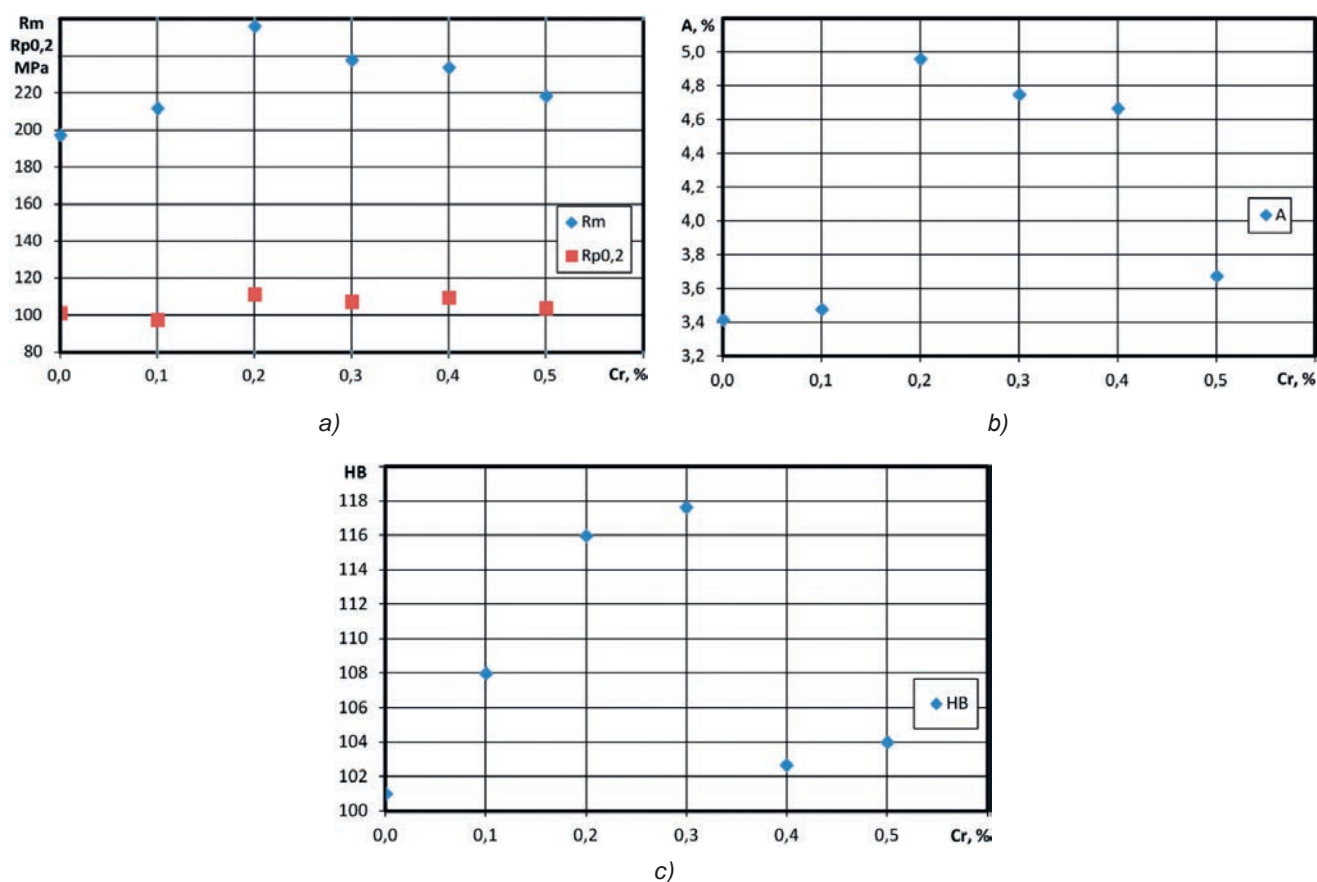 Rm
Rp0,2
MPa
220
200
180
160
140
120
100
80
0,0 0,1 0,2 0,3 0,4 0,5 Cr, %
Rm
Rp0,2
a)
A, %
5,0
4,8
4,6
4,4
4,2
4,0
3,8
3,6
3,4
3,2
0,0 0,1 0,2 0,3 0,4 0,5 Cr, %
A
b)
HB
118
116
114
112
110
108
106
104
102
100
0,0 0,1 0,2 0,3 0,4 0,5 Cr, %
HB
c)